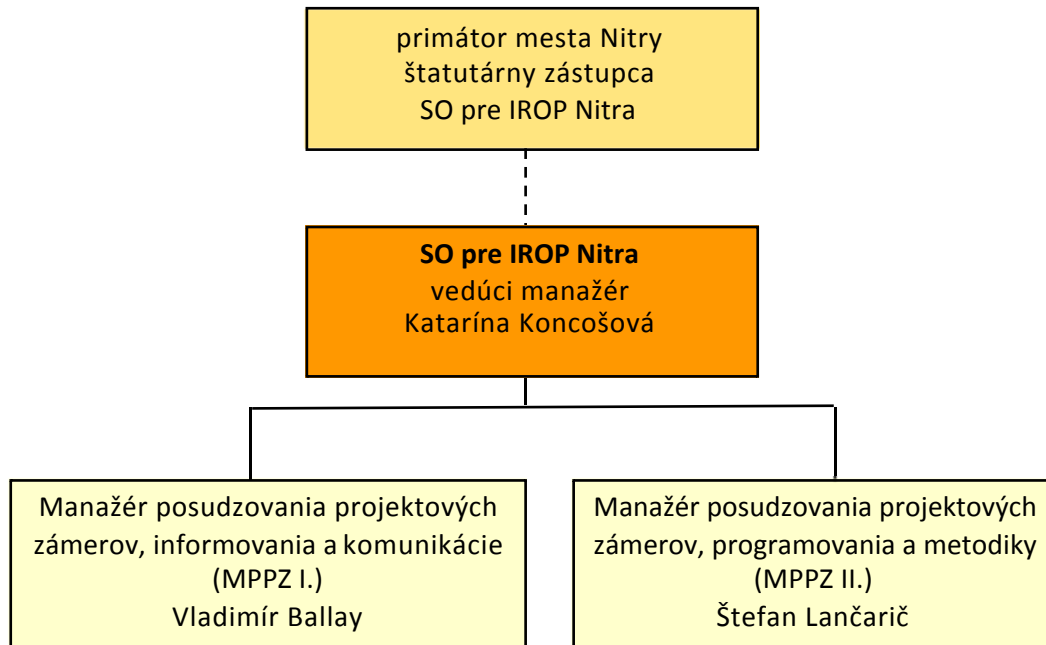 primátor mesta Nitry
štatutárny zástupca
SO pre IROP Nitra
SO pre IROP Nitra
vedúci manažér
Katarína Koncošová
Manažér posudzovania projektových
zámerov, informovania a komunikácie
(MPPZ I.)
Vladimír Ballay
Manažér posudzovania projektových
zámerov, programovania a metodiky
(MPPZ II.)
Štefan Lančarič